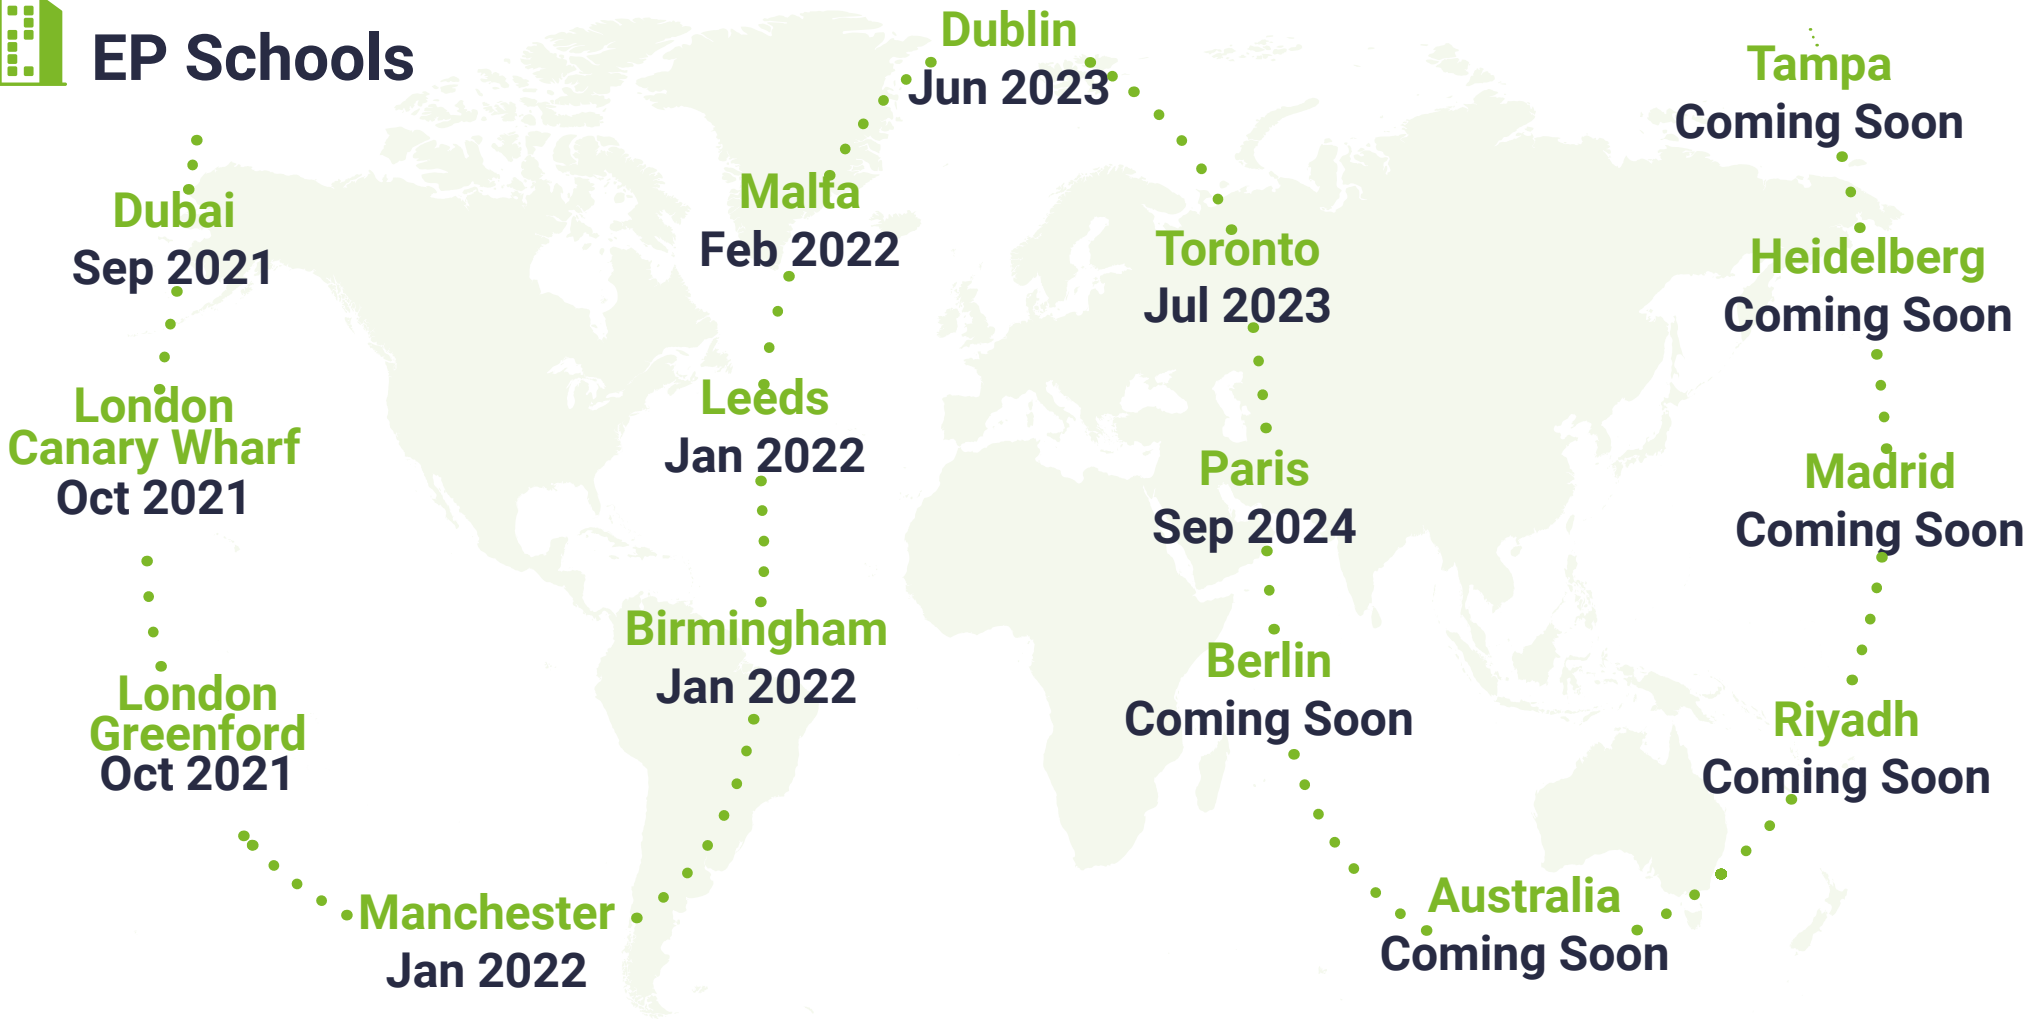 EP Schools
Dubai
Sep 2021
London
Canary Wharf
Oct 2021
London
Greenford
Oct 2021
Manchester
Jan 2022
Birmingham
Jan 2022
Leeds
Jan 2022
Malta
Feb 2022
Dublin
Jun 2023
Toronto
Jul 2023
Paris
Sep 2024
Berlin
Coming Soon
Australia
Coming Soon
Riyadh
Coming Soon
Madrid
Coming Soon
Heidelberg
Coming Soon
Tampa
Coming Soon